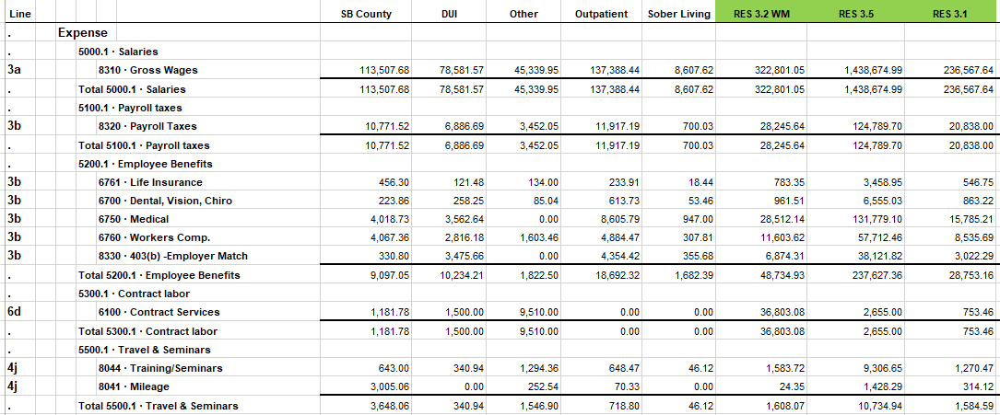 Line SB County DUI Other Outpatient Sober Living RES 3.2 WM RES 3.5 RES 3.1
. Expense
. 5000.1 · Salaries
3a 8310 · Gross Wages 113,507.68 78,581.57 45,339.95 137,388.44 8,607.62 322,801.05 1,438,674.99 236,567.64
. Total 5000.1 · Salaries 113,507.68 78,581.57 45,339.95 137,388.44 8,607.62 322,801.05 1,438,674.99 236,567.64
. 5100.1 · Payroll taxes
3b 8320 · Payroll Taxes 10,771.52 6,886.69 3,452.05 11,917.19 700.03 28,245.64 124,789.70 20,838.00
. Total 5100.1 · Payroll taxes 10,771.52 6,886.69 3,452.05 11,917.19 700.03 28,245.64 124,789.70 20,838.00
. 5200.1 · Employee Benefits
3b 6761 · Life Insurance 456.30 121.48 134.00 233.91 18.44 783.35 3,458.95 546.75
3b 6700 · Dental, Vision, Chiro 223.86 258.25 85.04 613.73 53.46 961.51 6,555.03 863.22
3b 6750 · Medical 4,018.73 3,562.64 0.00 8,605.79 947.00 28,512.14 131,779.10 15,785.21
3b 6760 · Workers Comp. 4,067.36 2,816.18 1,603.46 4,884.47 307.81 11,603.62 57,712.46 8,535.69
3b 8330 · 403(b) -Employer Match 330.80 3,475.66 0.00 4,354.42 355.68 6,874.31 38,121.82 3,022.29
. Total 5200.1 · Employee Benefits 9,097.05 10,234.21 1,822.50 18,692.32 1,682.39 48,734.93 237,627.36 28,753.16
. 5300.1 · Contract labor
6d 6100 · Contract Services 1,181.78 1,500.00 9,510.00 0.00 0.00 36,803.08 2,655.00 753.46
. Total 5300.1 · Contract labor 1,181.78 1,500.00 9,510.00 0.00 0.00 36,803.08 2,655.00 753.46
. 5500.1 · Travel & Seminars
4j 8044 · Training/Seminars 643.00 340.94 1,294.36 648.47 46.12 1,583.72 9,306.65 1,270.47
4j 8041 · Mileage 3,005.06 0.00 252.54 70.33 0.00 24.35 1,428.29 314.12
. Total 5500.1 · Travel & Seminars 3,648.06 340.94 1,546.90 718.80 46.12 1,608.07 10,734.94 1,584.59